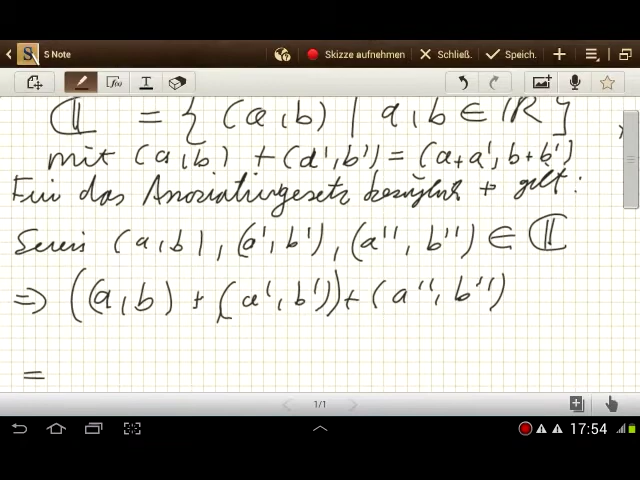 S Note
Skizze aufnehmen
Schließ.
Speich.
ℂ = { (a,b) | a,b ∈ ℝ }
mit (a,b) + (a',b') = (a+a', b+b')
Für das Assoziativgesetz bezüglich + gilt:
Seien (a,b), (a',b'), (a'',b'') ∈ ℂ
=> ((a,b) + (a',b')) + (a'',b'')
=
1/1
17:54